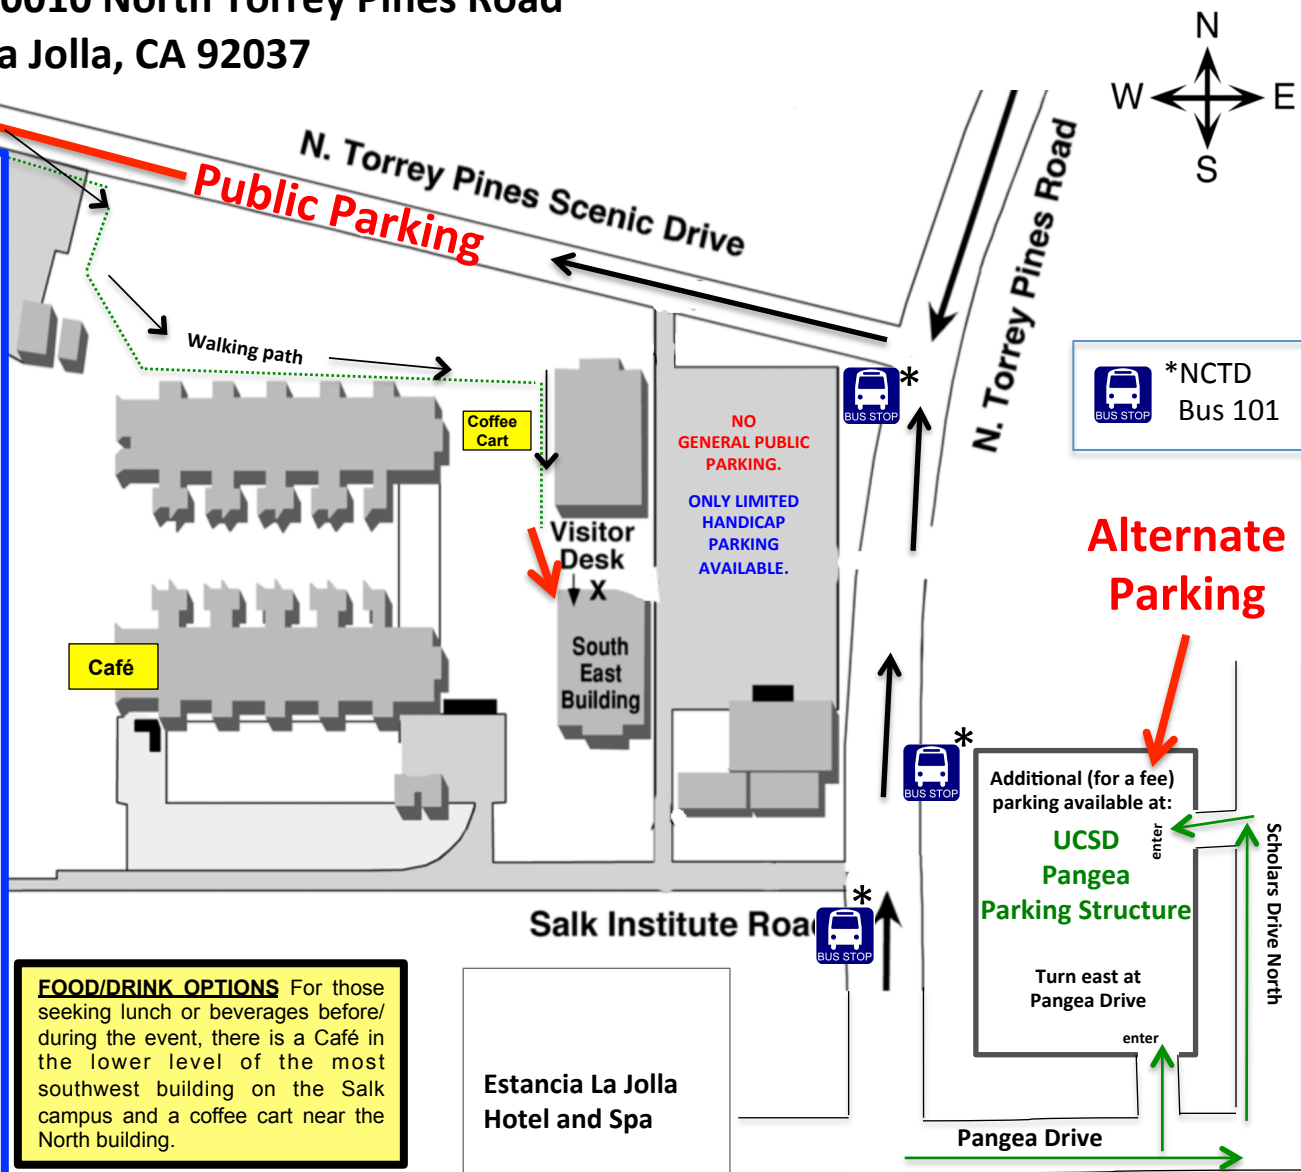 0010 North Torrey Pines Road
a Jolla, CA 92037
N
W E
S
N. Torrey Pines Scenic Drive
Public Parking
N. Torrey Pines Road
Walking path
*
BUS STOP
*NCTD
BUS STOP
Bus 101
Coffee
Cart
NO
GENERAL PUBLIC
PARKING.
ONLY LIMITED
HANDICAP
PARKING
AVAILABLE.
Visitor
Desk
X
South
East
Building
Alternate
Parking
Café
*
BUS STOP
Additional (for a fee)
parking available at:
enter
UCSD
Pangea
Parking Structure
Turn east at
Pangea Drive
enter
Scholars Drive North
Salk Institute Roa
*
BUS STOP
FOOD/DRINK OPTIONS For those
seeking lunch or beverages before/
during the event, there is a Café in
the lower level of the most
southwest building on the Salk
campus and a coffee cart near the
North building.
Estancia La Jolla
Hotel and Spa
Pangea Drive